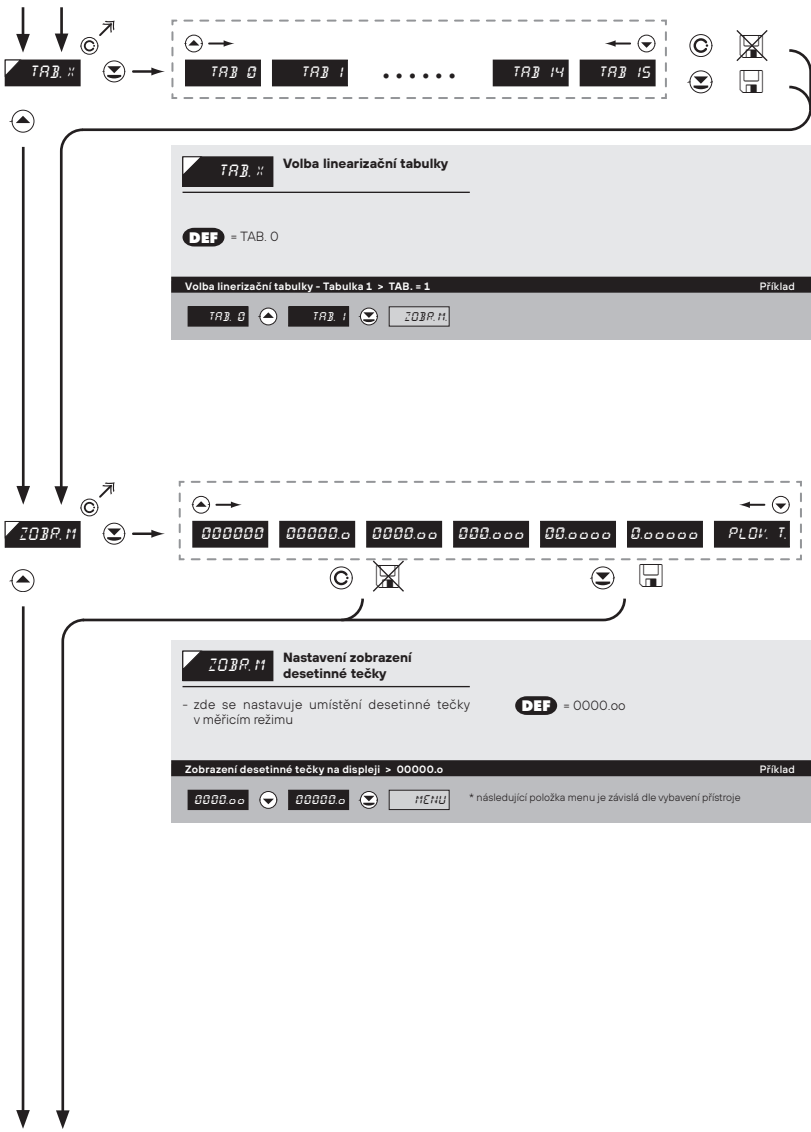 TAB. X
TAB 0 TAB 1 ...... TAB 14 TAB 15
TAB. X Volba linearizační tabulky
DEF = TAB. 0
Volba linerizační tabulky - Tabulka 1 > TAB. = 1 Příklad
TAB. 0 TAB. 1 ZOBR.M.
ZOBR.M
000000 00000.o 0000.oo 000.ooo 00.oooo 0.ooooo PLOV. T.
ZOBR.M Nastavení zobrazení
desetinné tečky
- zde se nastavuje umístění desetinné tečky
v měřicím režimu
DEF = 0000.oo
Zobrazení desetinné tečky na displeji > 00000.o Příklad
0000.oo 00000.o MENU * následující položka menu je závislá dle vybavení přístroje